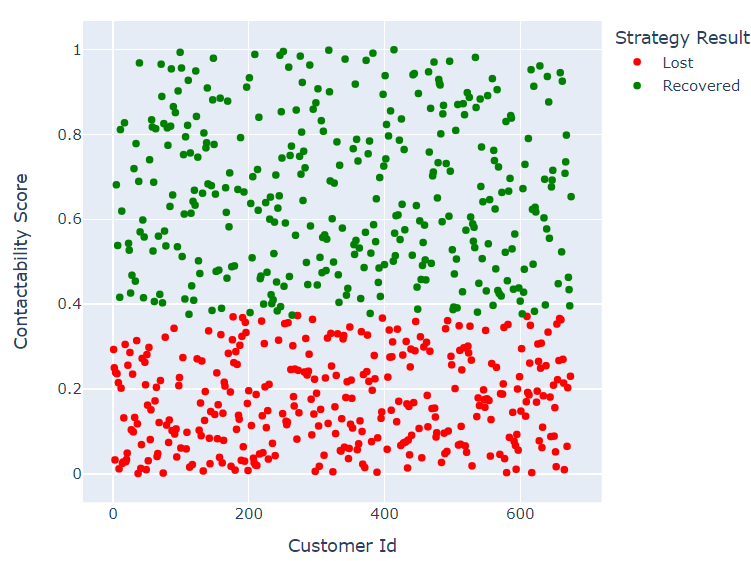 Strategy Result
Lost
Recovered
1
0.8
0.6
0.4
0.2
0
Contactability Score
0
200
400
600
Customer Id